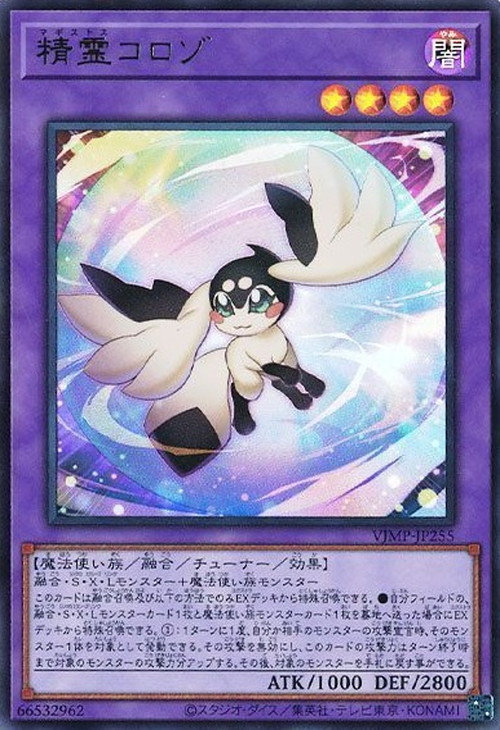 マギストス
精霊コロゾ
やみ
闇
VJMP-JP255
【魔法使い族／融合／チューナー／効果】
融合・S・X・Lモンスター＋魔法使い族モンスター
このカードは融合召喚及び以下の方法でのみEXデッキから特殊召喚できる。●自分フィールドの、
融合・S・X・Lモンスターカード1枚と魔法使い族モンスターカード1枚を墓地へ送った場合にEX
デッキから特殊召喚できる。①：1ターンに1度、自分か相手のモンスターの攻撃宣言時、そのモン
スター1体を対象として発動できる。その攻撃を無効にし、このカードの攻撃力はターン終了時
まで対象のモンスターの攻撃力分アップする。その後、対象のモンスターを手札に戻す事ができる。
ATK/1000 DEF/2800
66532962
©スタジオ・ダイス／集英社・テレビ東京・KONAMI